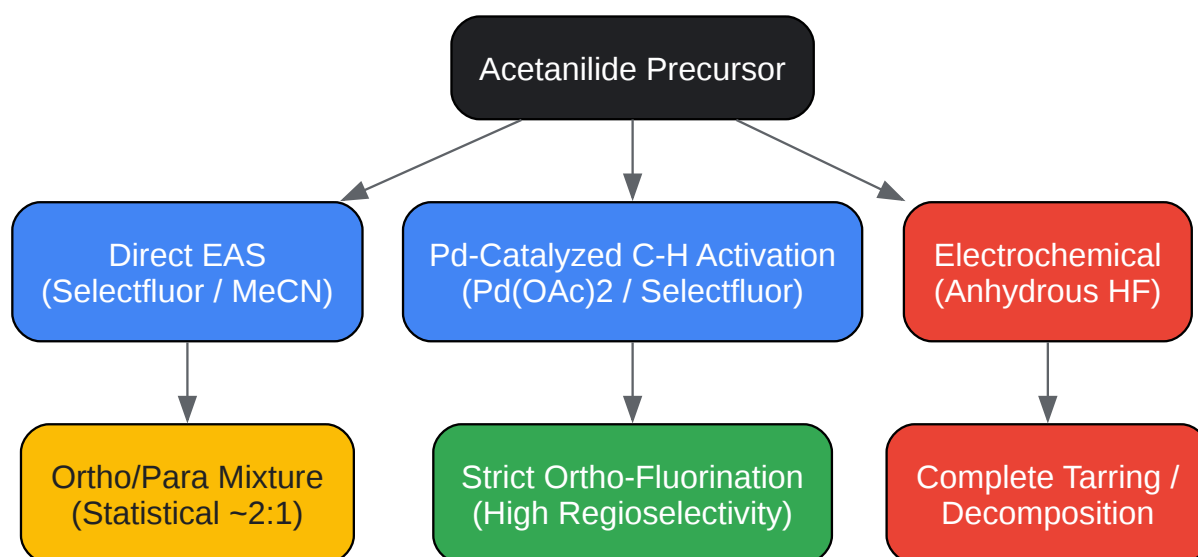 Acetanilide Precursor
Direct EAS
(Selectfluor / MeCN)
Pd-Catalyzed C-H Activation
(Pd(OAc)2 / Selectfluor)
Electrochemical
(Anhydrous HF)
Ortho/Para Mixture
(Statistical ~2:1)
Strict Ortho-Fluorination
(High Regioselectivity)
Complete Tarring /
Decomposition